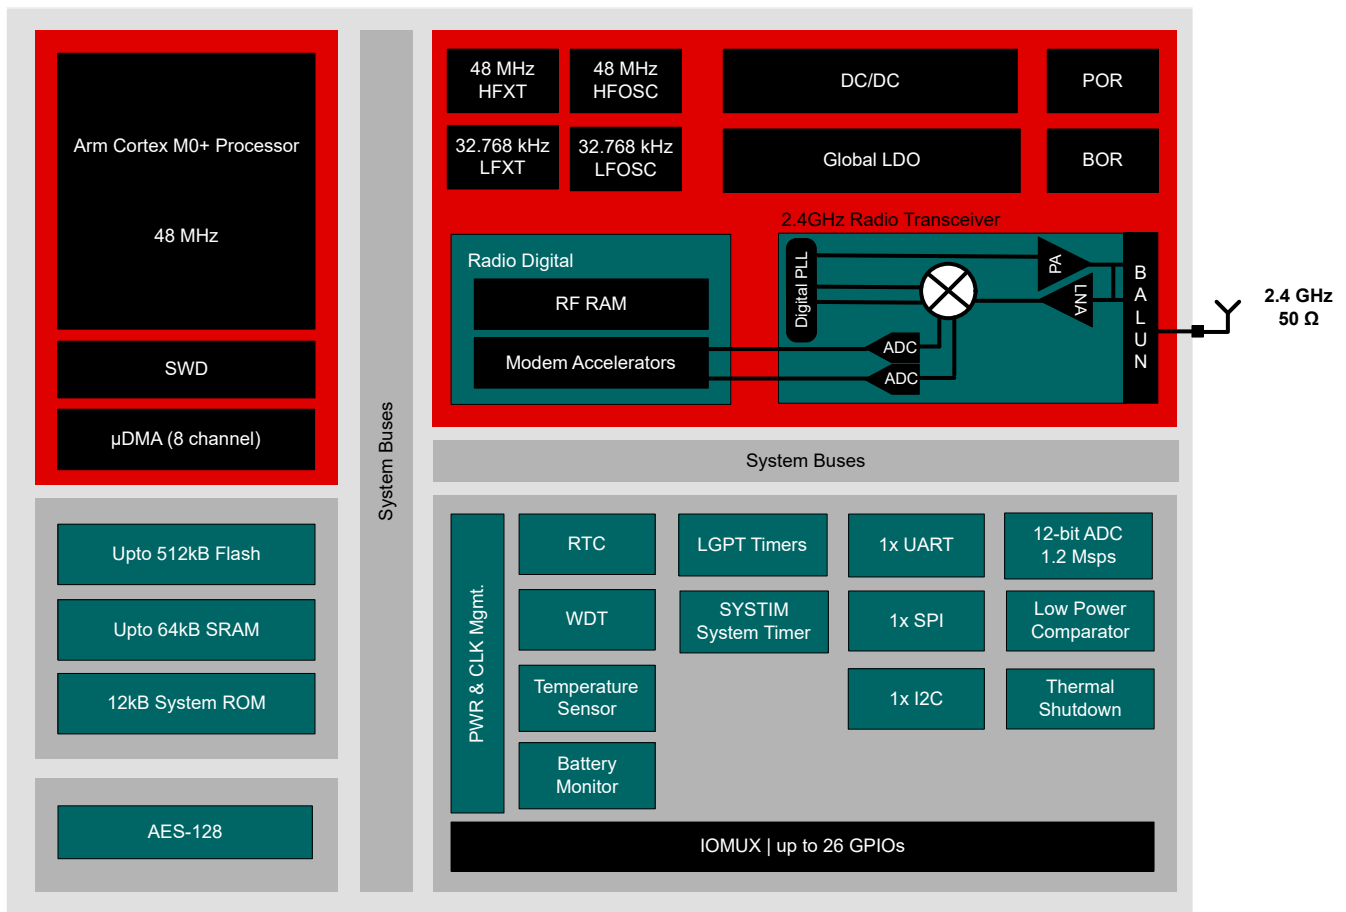 Arm Cortex M0+ Processor
48 MHz
SWD
µDMA (8 channel)
Upto 512kB Flash
Upto 64kB SRAM
12kB System ROM
AES-128
System Buses
48 MHz
HFXT
48 MHz
HFOSC
32.768 kHz
LFXT
32.768 kHz
LFOSC
DC/DC
Global LDO
POR
BOR
Radio Digital
RF RAM
Modem Accelerators
2.4GHz Radio Transceiver
Digital PLL
ADC
ADC
PA
LNA
BALUN
2.4 GHz
50 Ω
System Buses
PWR & CLK Mgmt.
RTC
WDT
Temperature
Sensor
Battery
Monitor
LGPT Timers
SYSTIM
System Timer
1x UART
1x SPI
1x I2C
12-bit ADC
1.2 Msps
Low Power
Comparator
Thermal
Shutdown
IOMUX | up to 26 GPIOs